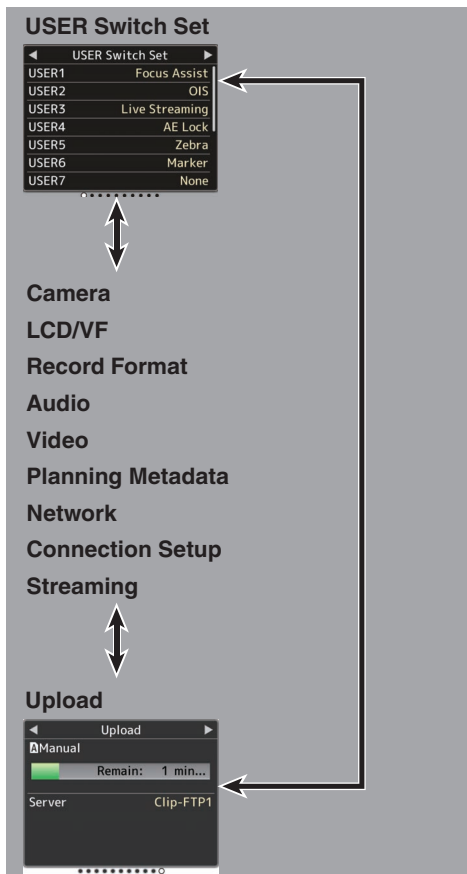 USER Switch Set
◀ USER Switch Set ▶
USER1 Focus Assist
USER2 OIS
USER3 Live Streaming
USER4 AE Lock
USER5 Zebra
USER6 Marker
USER7 None
Camera
LCD/VF
Record Format
Audio
Video
Planning Metadata
Network
Connection Setup
Streaming
Upload
◀ Upload ▶
A Manual
Remain: 1 min...
Server Clip-FTP1